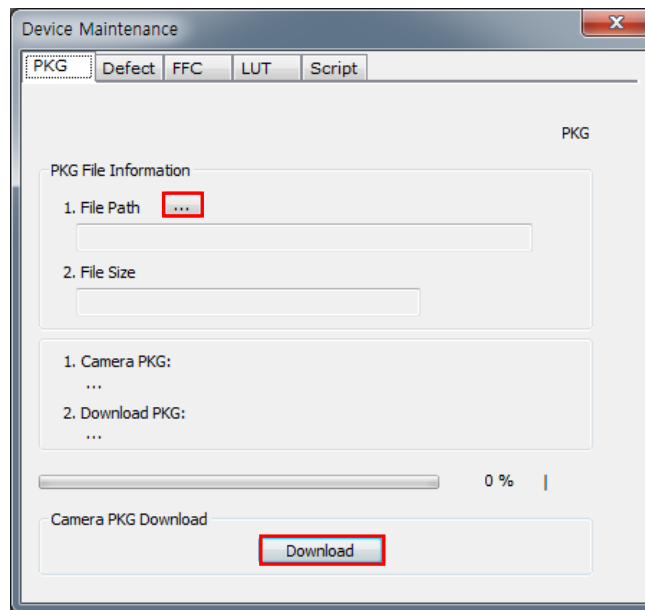 Device Maintenance
x
PKG Defect FFC LUT Script
PKG
PKG File Information
1. File Path ...
2. File Size
1. Camera PKG:
...
2. Download PKG:
...
0 % |
Camera PKG Download
Download